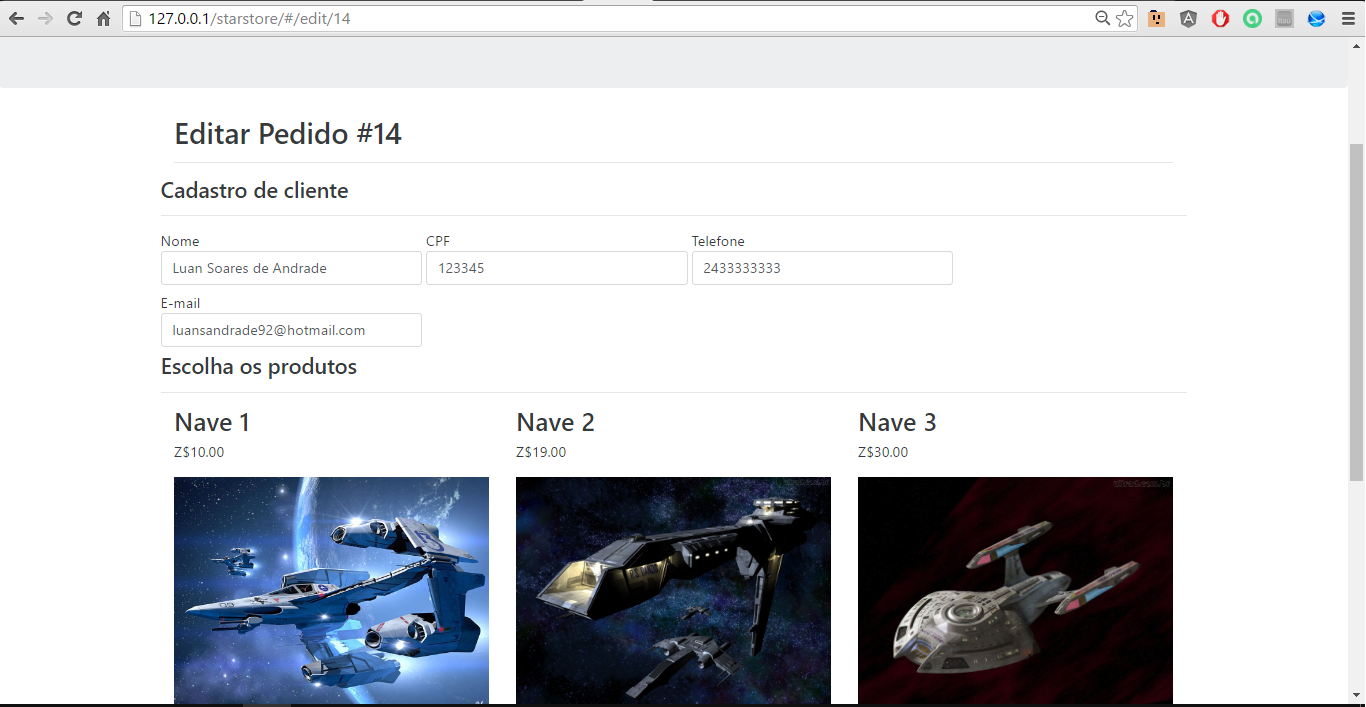 127.0.0.1/starstore/#/edit/14
Editar Pedido #14
Cadastro de cliente
Nome CPF Telefone
Luan Soares de Andrade 123345 2433333333
E-mail
luansandrade92@hotmail.com
Escolha os produtos
Nave 1 Nave 2 Nave 3
Z$10.00 Z$19.00 Z$30.00